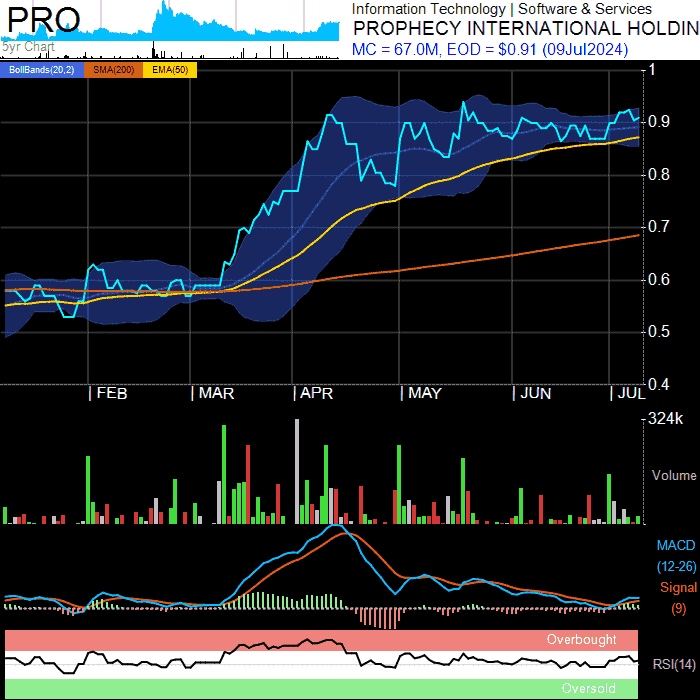 PRO
5yr Chart
Information Technology | Software & Services
PROPHECY INTERNATIONAL HOLDIN
MC = 67.0M, EOD = $0.91 (09Jul2024)
BollBands(20,2) SMA(200) EMA(50)
1
0.9
0.8
0.7
0.6
0.5
0.4
FEB MAR APR MAY JUN JUL
324k
Volume
MACD
(12-26)
Signal
(9)
Overbought
RSI(14)
Oversold